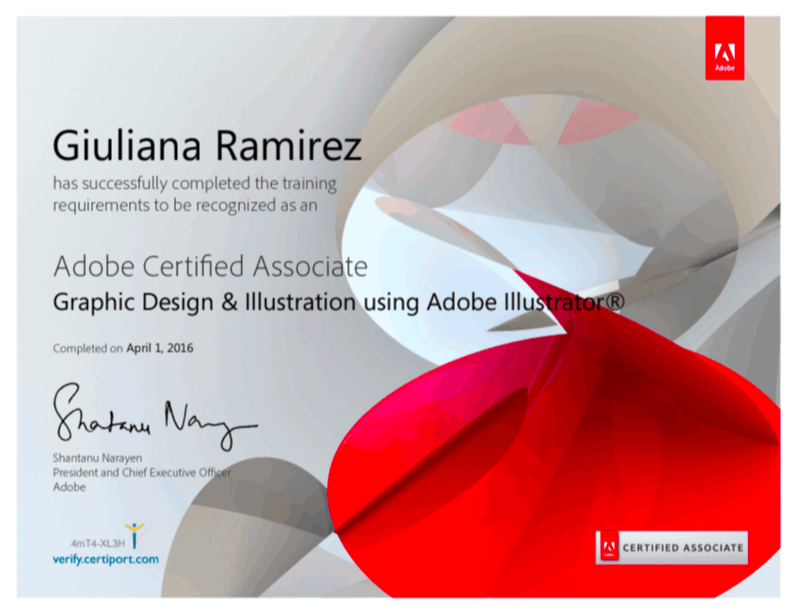 Adobe
Giuliana Ramirez
has successfully completed the training
requirements to be recognized as an
Adobe Certified Associate
Graphic Design & Illustration using Adobe Illustrator®
Completed on April 1, 2016
Shantanu Narayen
Shantanu Narayen
President and Chief Executive Officer
Adobe
4mT4-XL3H
verify.certiport.com
Adobe
CERTIFIED ASSOCIATE